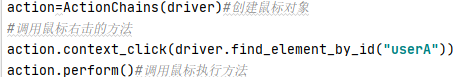 action=ActionChains(driver)#创建鼠标对象
#调用鼠标右击的方法
action.context_click(driver.find_element_by_id("userA"))
action.perform()#调用鼠标执行方法